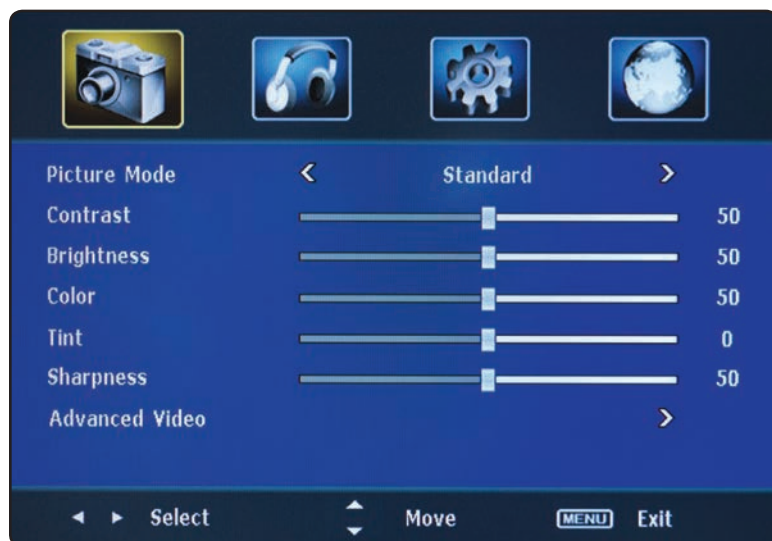 Picture Mode Standard
Contrast 50
Brightness 50
Color 50
Tint 0
Sharpness 50
Advanced Video
Select Move MENU Exit